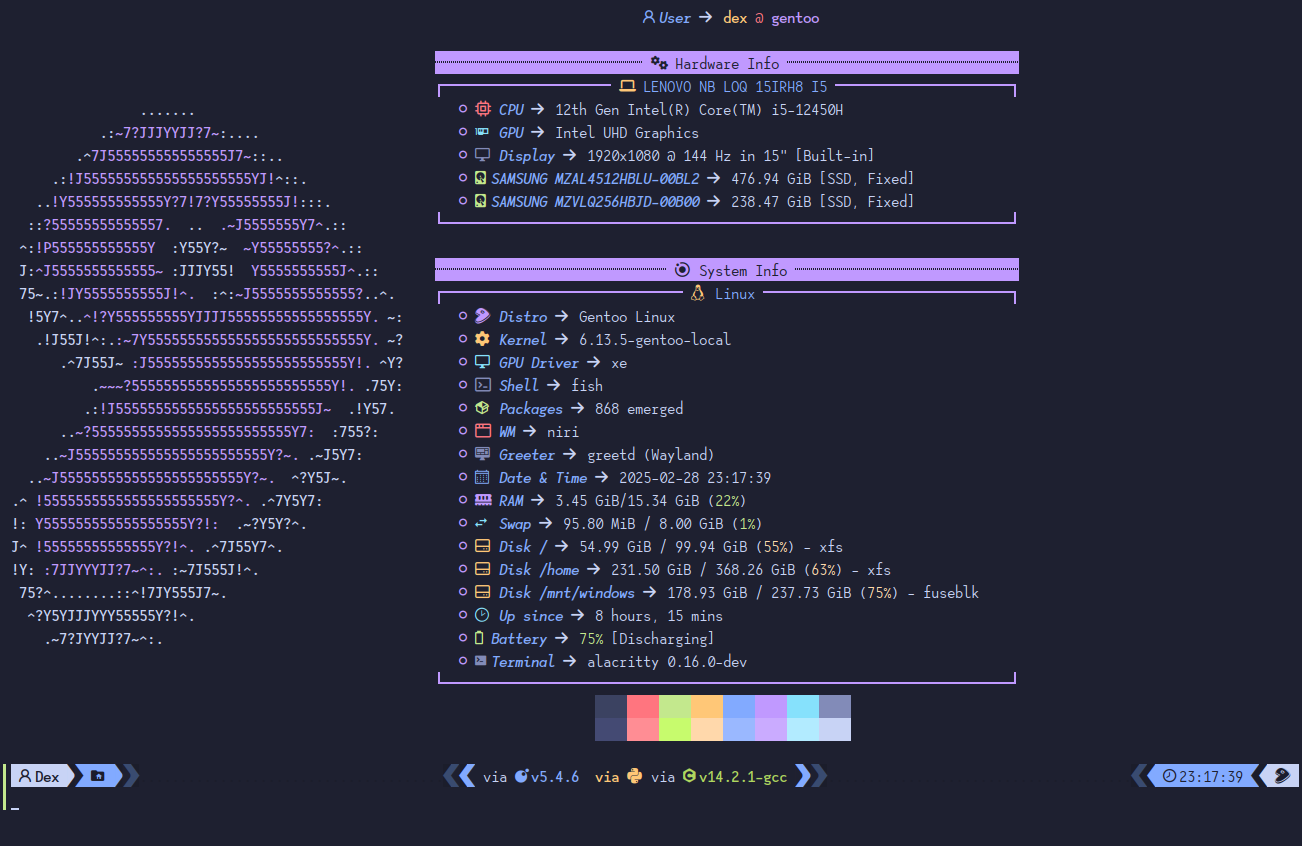 User → dex @ gentoo
Hardware Info
LENOVO NB LOQ 15IRH8 I5
CPU → 12th Gen Intel(R) Core(TM) i5-12450H
GPU → Intel UHD Graphics
Display → 1920x1080 @ 144 Hz in 15" [Built-in]
SAMSUNG MZAL4512HBLU-00BL2 → 476.94 GiB [SSD, Fixed]
SAMSUNG MZVLQ256HBJD-00B00 → 238.47 GiB [SSD, Fixed]
System Info
Linux
Distro → Gentoo Linux
Kernel → 6.13.5-gentoo-local
GPU Driver → xe
Shell → fish
Packages → 868 emerged
WM → niri
Greeter → greetd (Wayland)
Date & Time → 2025-02-28 23:17:39
RAM → 3.45 GiB/15.34 GiB (22%)
Swap → 95.80 MiB / 8.00 GiB (1%)
Disk / → 54.99 GiB / 99.94 GiB (55%) - xfs
Disk /home → 231.50 GiB / 368.26 GiB (63%) - xfs
Disk /mnt/windows → 178.93 GiB / 237.73 GiB (75%) - fuseblk
Up since → 8 hours, 15 mins
Battery → 75% [Discharging]
Terminal → alacritty 0.16.0-dev
Dex via v5.4.6 via via v14.2.1-gcc 23:17:39